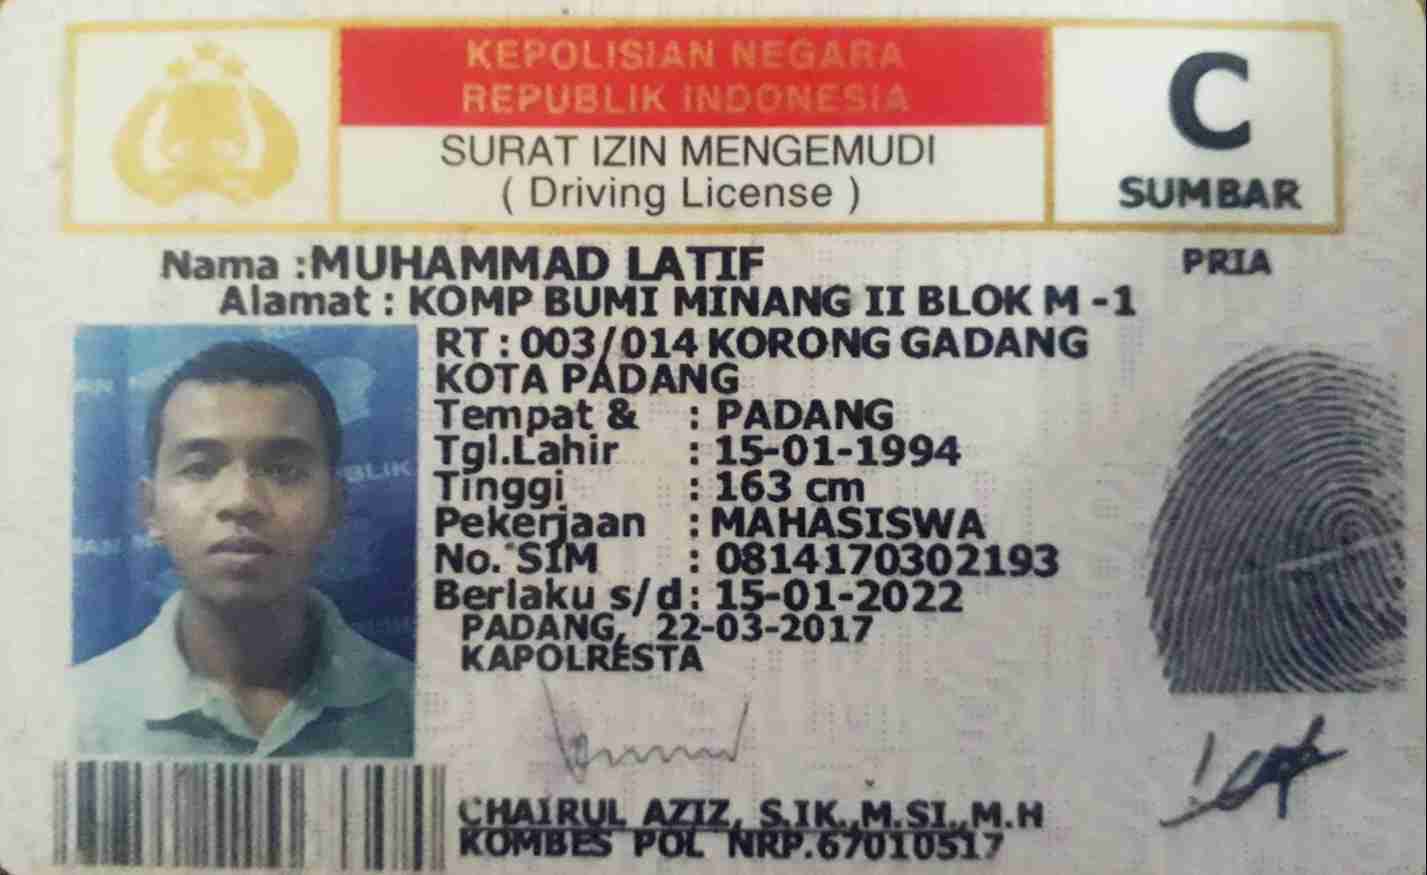 KEPOLISIAN NEGARA
REPUBLIK INDONESIA
SURAT IZIN MENGEMUDI
( Driving License )
C
SUMBAR
PRIA
Nama :MUHAMMAD LATIF
Alamat : KOMP BUMI MINANG II BLOK M -1
RT : 003/014 KORONG GADANG
KOTA PADANG
Tempat & : PADANG
Tgl.Lahir : 15-01-1994
Tinggi : 163 cm
Pekerjaan : MAHASISWA
No. SIM : 0814170302193
Berlaku s/d : 15-01-2022
PADANG, 22-03-2017
KAPOLRESTA
CHAIRUL AZIZ, S.IK.,M.SI.,M.H
KOMBES POL NRP.67010517